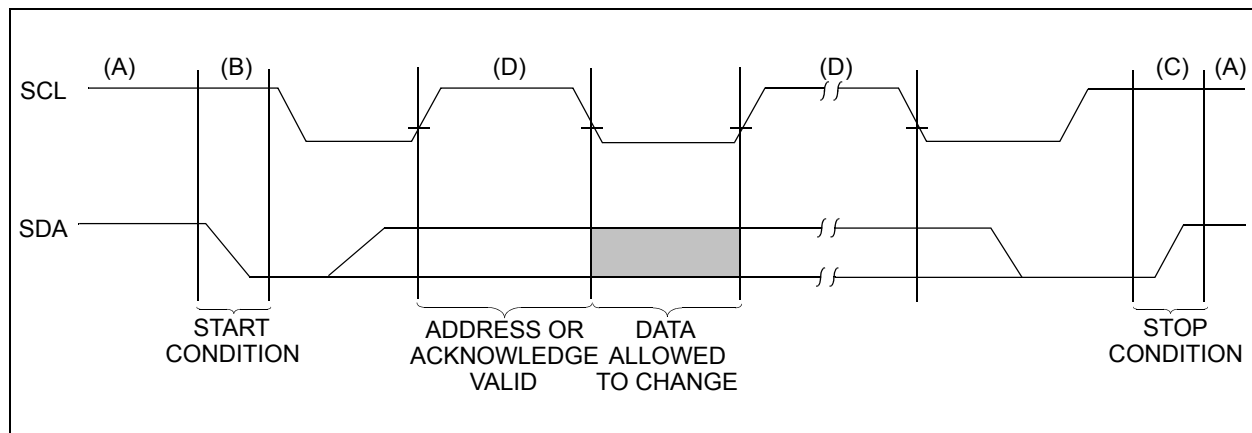 (A) (B) (D) (D) (C) (A)
SCL
SDA
START
CONDITION
ADDRESS OR
ACKNOWLEDGE
VALID
DATA
ALLOWED
TO CHANGE
STOP
CONDITION